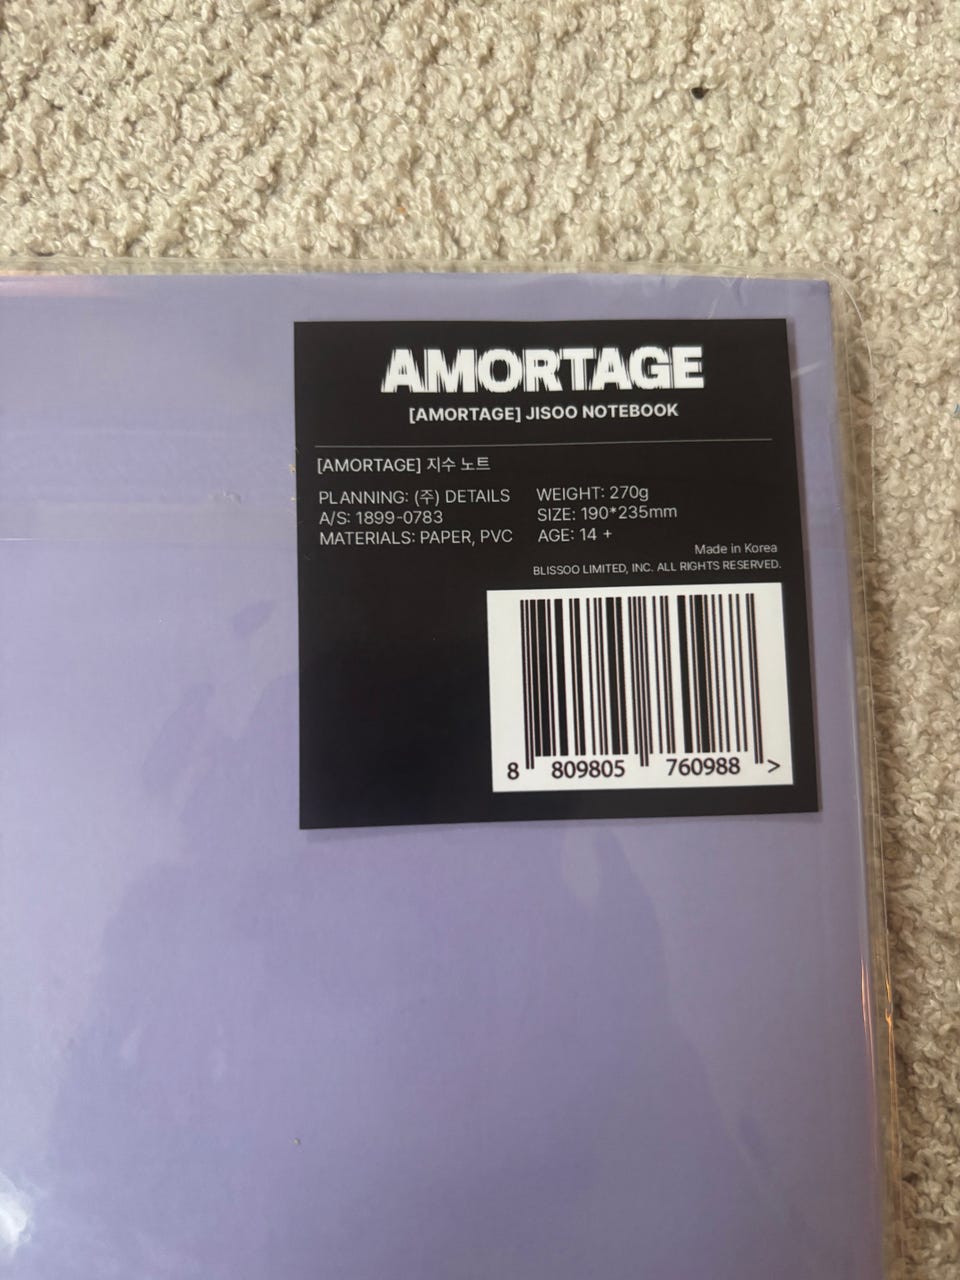 AMORTAGE
[AMORTAGE] JISOO NOTEBOOK
[AMORTAGE] 지수 노트
PLANNING: (주) DETAILS
A/S: 1899-0783
MATERIALS: PAPER, PVC
WEIGHT: 270g
SIZE: 190*235mm
AGE: 14 +
Made in Korea
BLISSOO LIMITED, INC. ALL RIGHTS RESERVED.
8 809805 760988 >